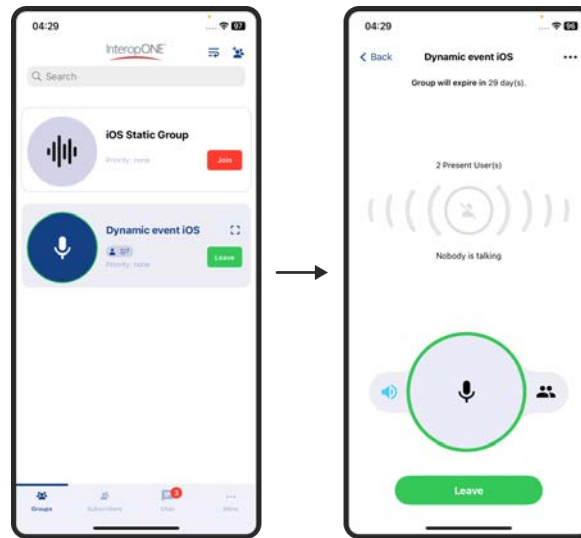 04:29
97
InteropONE
Search
iOS Static Group
Priority: none
Join
Dynamic event iOS
Priority: none
Leave
Groups
Subscribers
3
Chat
More
04:29
96
Back
Dynamic event iOS
Group will expire in 29 day(s).
2 Present User(s)
Nobody is talking
Leave